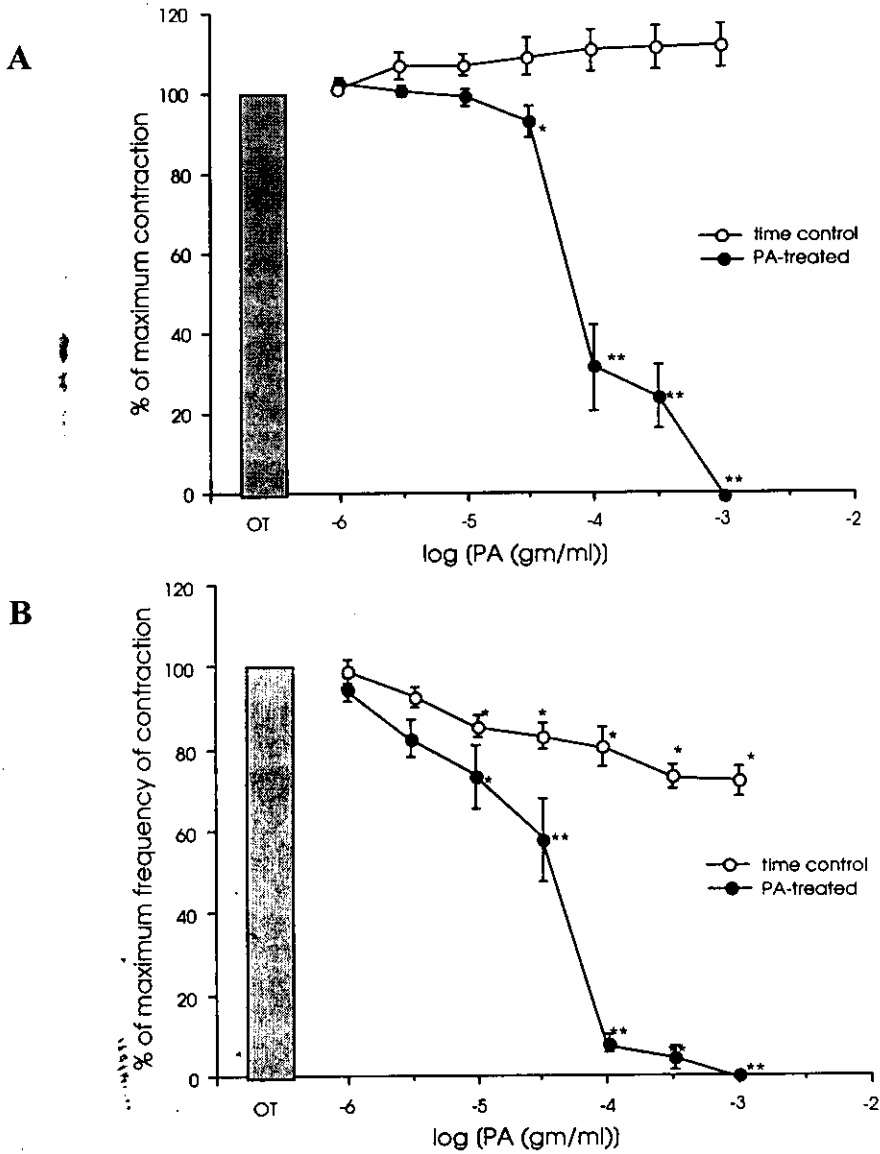 A
% of maximum contraction
120
100
80
60
40
20
0
OT
-6
-5
-4
-3
-2
log (PA (gm/ml))
time control
PA-treated
*
**
**
**
B
% of maximum frequency of contraction
120
100
80
60
40
20
0
OT
-6
-5
-4
-3
-2
log (PA (gm/ml))
time control
PA-treated
* * * * *
*
**
**
**
**